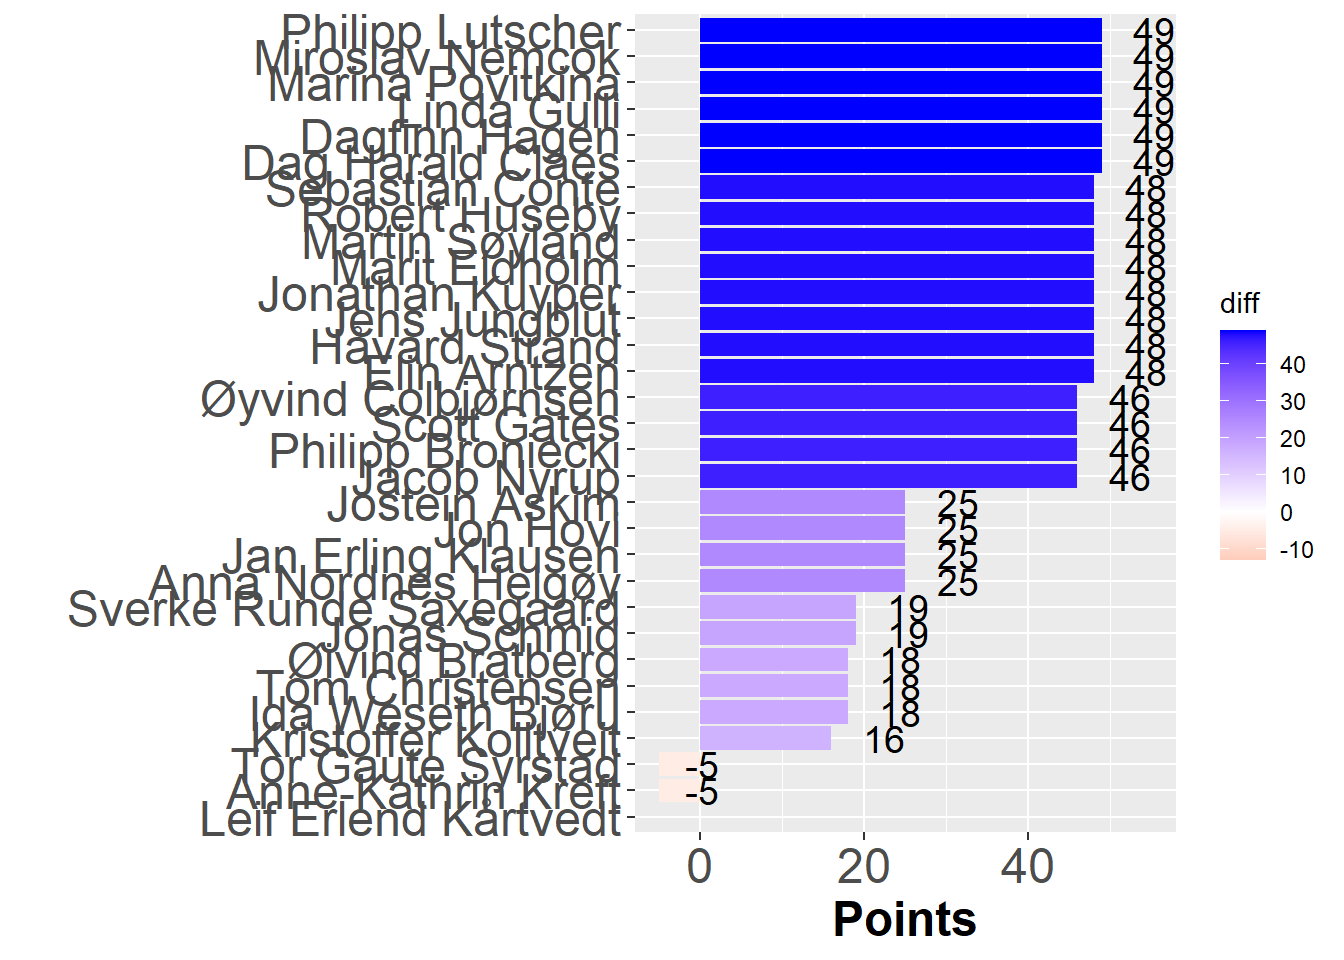 Philipp Lutscher 49
Miroslav Nemčok 49
Marina Povitkina 49
Linda Gulli 49
Dagfinn Hagen 49
Dag Harald Claes 49
Sebastian Conte 48
Robert Huseby 48
Martin Søyland 48
Marit Eldholm 48
Jonathan Kuyper 48
Jens Jungblut 48
Håvard Strand 48
Elin Arntzen 48
Øyvind Colbjørnsen 46
Scott Gates 46
Philipp Broniecki 46
Jacob Nyrup 46
Jostein Askim 25
Jon Hovi 25
Jan Erling Klausen 25
Anna Nordnes Helgøy 25
Sverke Runde Saxegaard 19
Jonas Schmid 19
Øivind Bratberg 18
Tom Christensen 18
Ida Weseth Bjøru 18
Kristoffer Kolltveit 16
Tor Gaute Syrstad -5
Anne-Kathrin Kreft -5
Leif Erlend Kårtvedt
0 20 40
Points
diff
40
30
20
10
0
-10